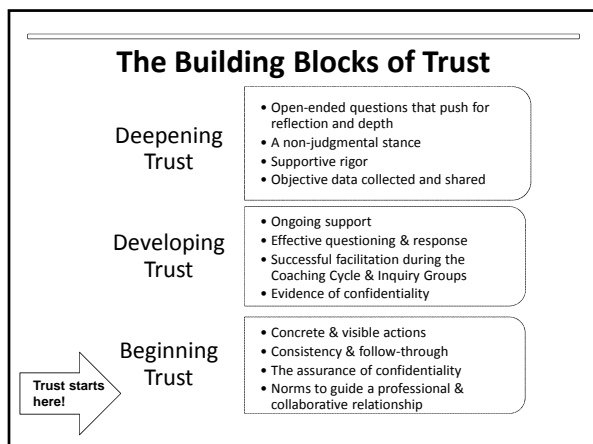 The Building Blocks of Trust
Deepening
Trust
• Open-ended questions that push for
reflection and depth
• A non-judgmental stance
• Supportive rigor
• Objective data collected and shared
Developing
Trust
• Ongoing support
• Effective questioning & response
• Successful facilitation during the
Coaching Cycle & Inquiry Groups
• Evidence of confidentiality
Beginning
Trust
• Concrete & visible actions
• Consistency & follow-through
• The assurance of confidentiality
• Norms to guide a professional &
collaborative relationship
Trust starts
here!